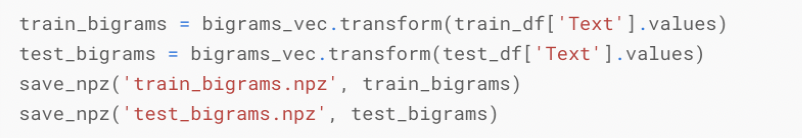 train_bigrams = bigrams_vec.transform(train_df['Text'].values)
test_bigrams = bigrams_vec.transform(test_df['Text'].values)
save_npz('train_bigrams.npz', train_bigrams)
save_npz('test_bigrams.npz', test_bigrams)